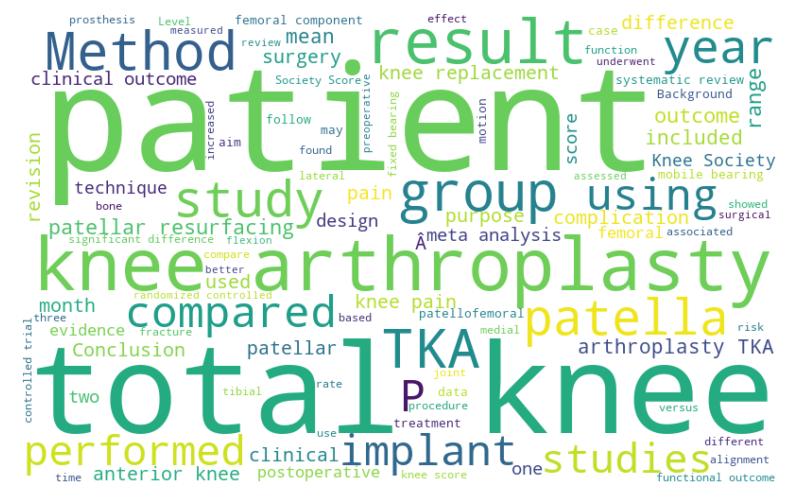 prosthesis
Level
measured
femoral component
effect
case
difference
Method
review
mean
surgery
result
function
underwent
year
clinical outcome
Society Score
knee replacement
systematic review
Background
range
patient
preoperative
increased
follow
may
aim
found
fixed bearing
motion
score
outcome
included
revision
Knee Society
technique
lateral
pain
group
using
assessed
mobile bearing
showed
bone
study
design
purpose
complication
surgical
patellar resurfacing
femoral
associated
significant difference
flexion
Â
meta analysis
compare
knee arthroplasty
better
used
randomized controlled
knee pain
month
three
compared
based
patellofemoral
patella
evidence
fracture
medial
risk
controlled trial
Conclusion
patellar
TKA
arthroplasty TKA
total knee
two
tibial
rate
joint
data
P
procedure
versus
use
treatment
performed
clinical
implant
one
studies
different
alignment
time
anterior knee
postoperative
knee score
functional outcome